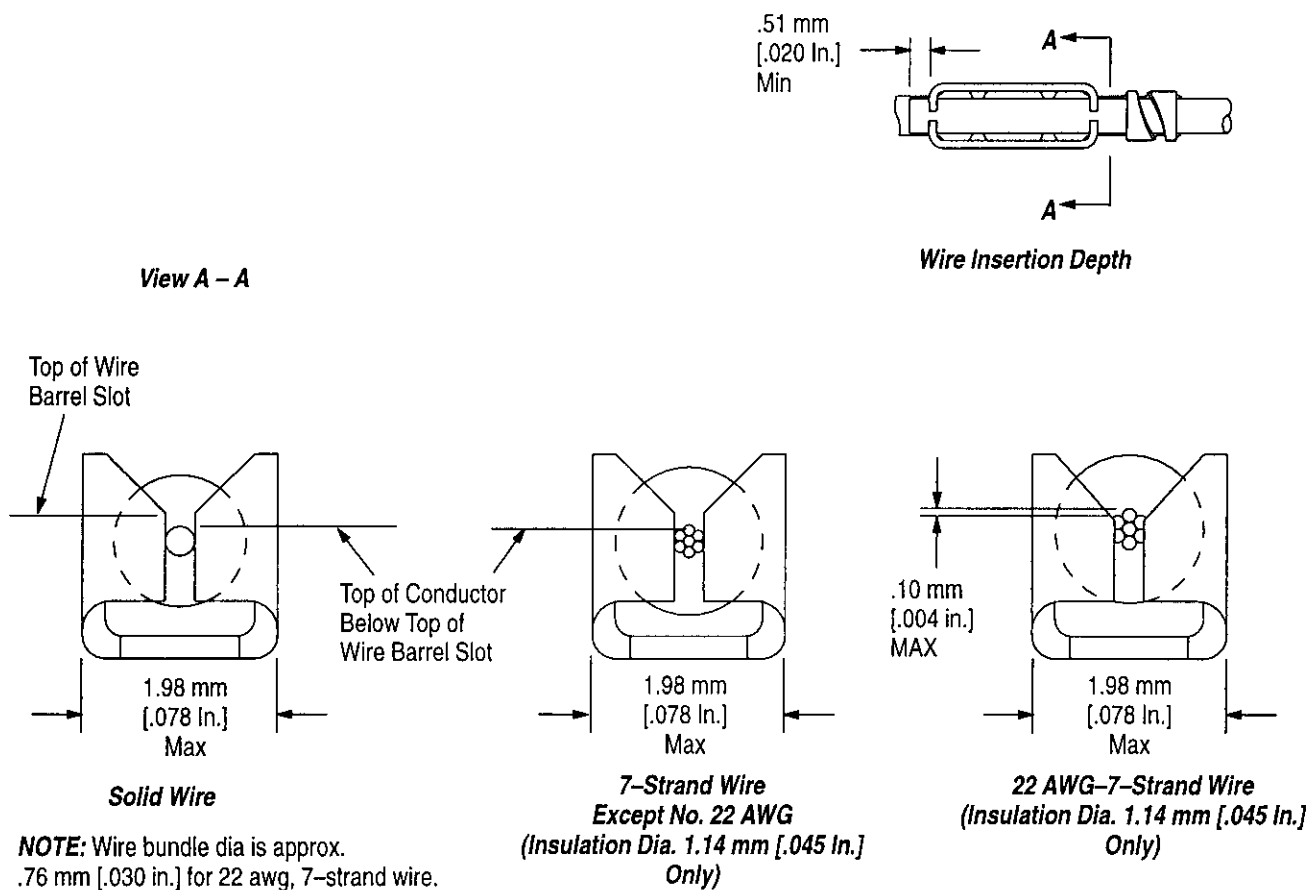 .51 mm
[.020 In.]
Min
A
A
Wire Insertion Depth
View A – A
Top of Wire
Barrel Slot
Top of Conductor
Below Top of
Wire Barrel Slot
.10 mm
[.004 in.]
MAX
1.98 mm
[.078 In.]
Max
1.98 mm
[.078 In.]
Max
1.98 mm
[.078 In.]
Max
Solid Wire
7–Strand Wire
Except No. 22 AWG
(Insulation Dia. 1.14 mm [.045 In.]
Only)
22 AWG–7–Strand Wire
(Insulation Dia. 1.14 mm [.045 In.]
Only)
NOTE: Wire bundle dia is approx.
.76 mm [.030 in.] for 22 awg, 7–strand wire.